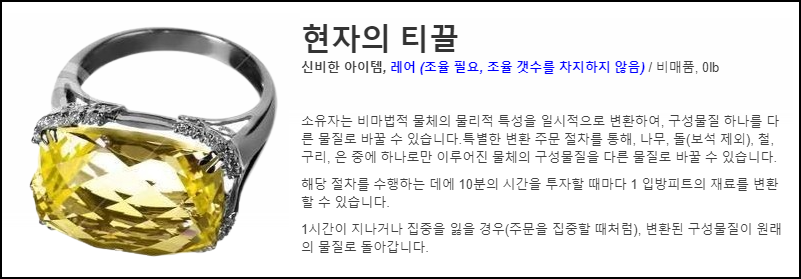 현자의 티끌
신비한 아이템, 레어 (조율 필요, 조율 갯수를 차지하지 않음) / 비매품, 0lb
소유자는 비마법적 물체의 물리적 특성을 일시적으로 변환하여, 구성물질 하나를 다
른 물질로 바꿀 수 있습니다.특별한 변환 주문 절차를 통해, 나무, 돌(보석 제외), 철,
구리, 은 중에 하나로만 이루어진 물체의 구성물질을 다른 물질로 바꿀 수 있습니다.
해당 절차를 수행하는 데에 10분의 시간을 투자할 때마다 1 입방피트의 재료를 변환
할 수 있습니다.
1시간이 지나거나 집중을 잃을 경우(주문을 집중할 때처럼), 변환된 구성물질이 원래
의 물질로 돌아갑니다.